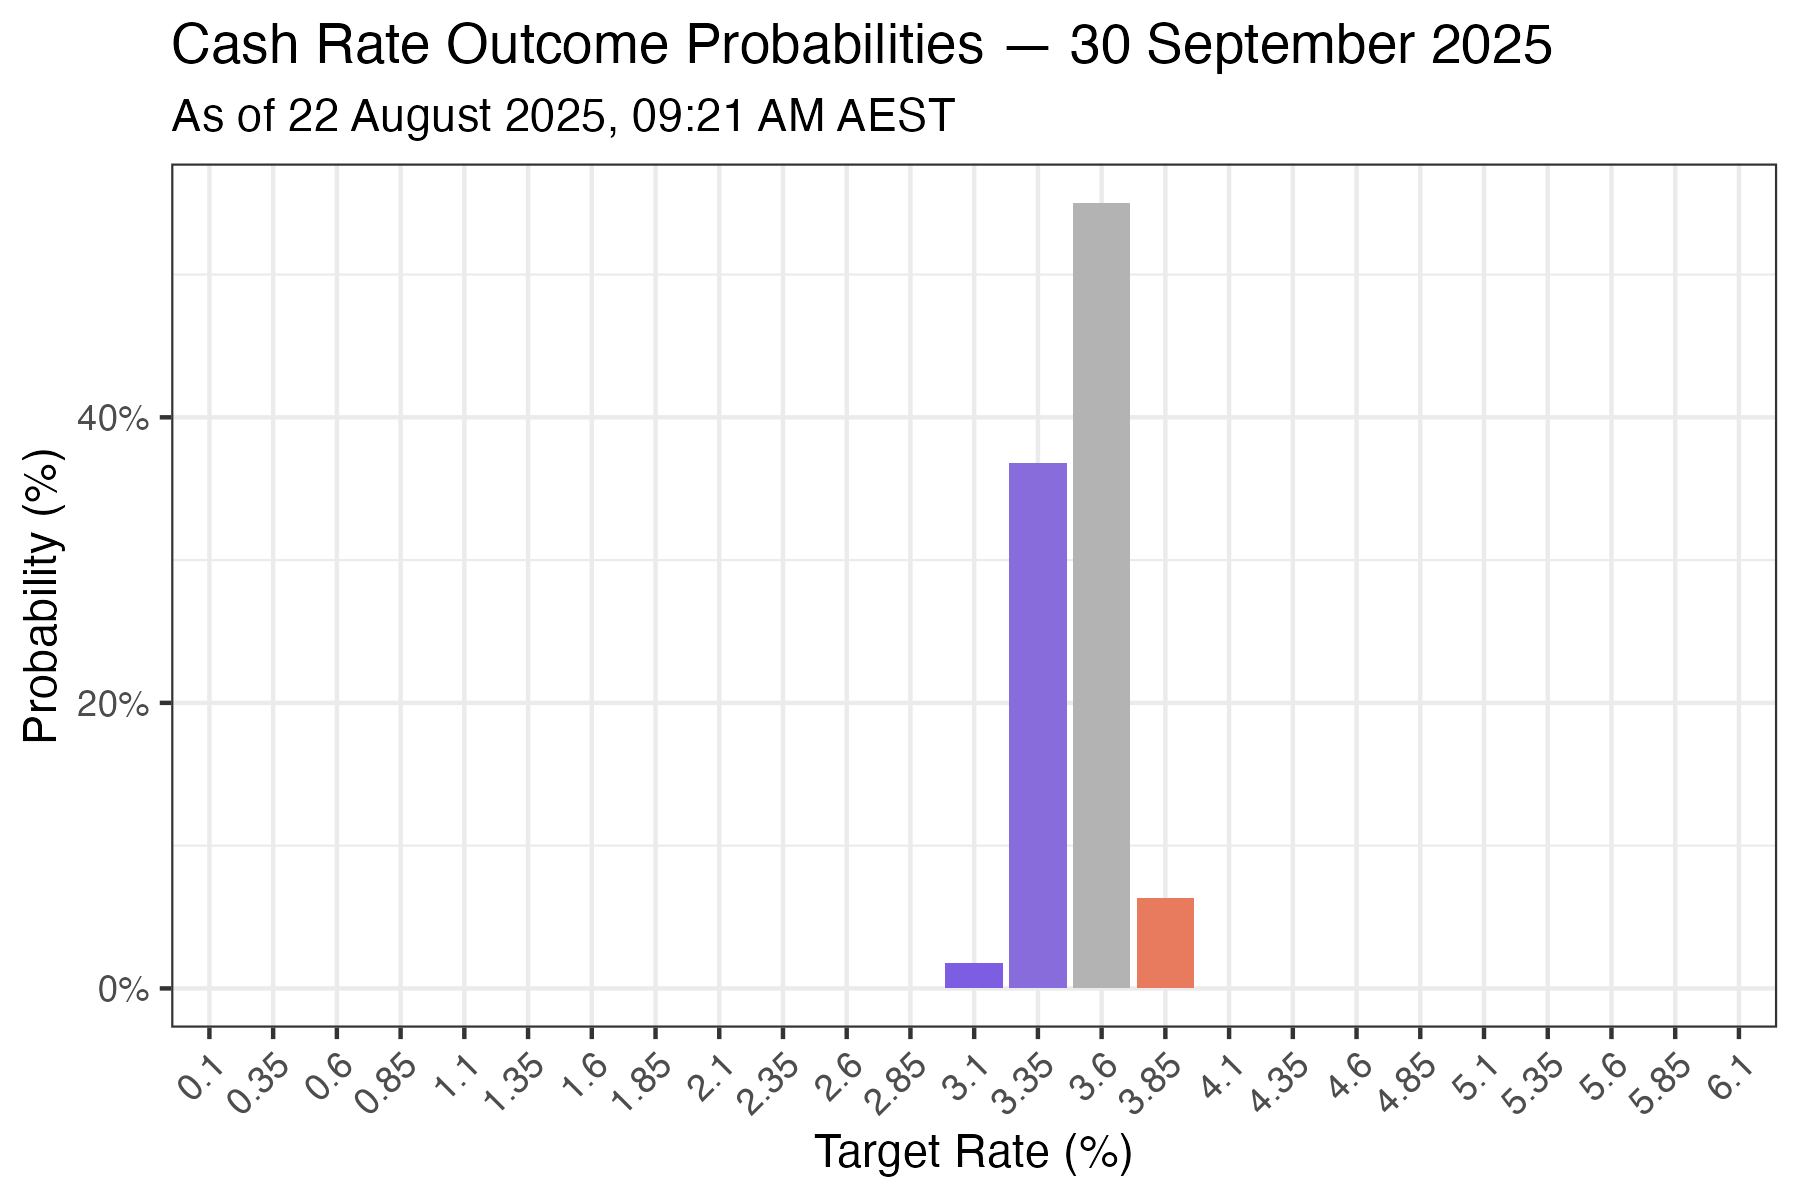 Cash Rate Outcome Probabilities — 30 September 2025
As of 22 August 2025, 09:21 AM AEST
Probability (%)
40%
20%
0%
0.1 0.35 0.6 0.85 1.1 1.35 1.6 1.85 2.1 2.35 2.6 2.85 3.1 3.35 3.6 3.85 4.1 4.35 4.6 4.85 5.1 5.35 5.6 5.85 6.1
Target Rate (%)